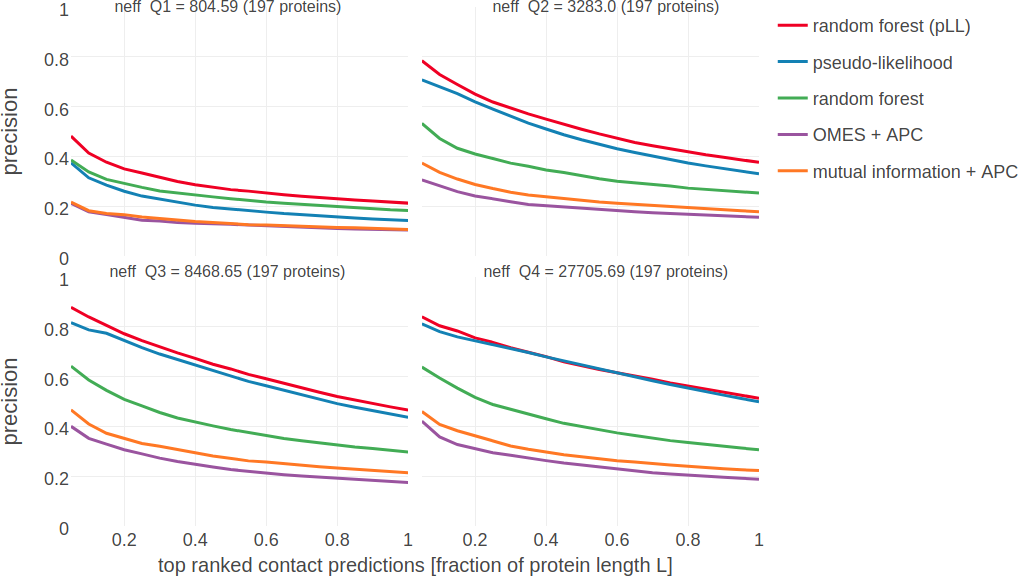 neff Q1 = 804.59 (197 proteins)
neff Q2 = 3283.0 (197 proteins)
1
0.8
0.6
0.4
0.2
0
precision
random forest (pLL)
pseudo-likelihood
random forest
OMES + APC
mutual information + APC
neff Q3 = 8468.65 (197 proteins)
neff Q4 = 27705.69 (197 proteins)
1
0.8
0.6
0.4
0.2
0
precision
0.2 0.4 0.6 0.8 1
0.2 0.4 0.6 0.8 1
top ranked contact predictions [fraction of protein length L]